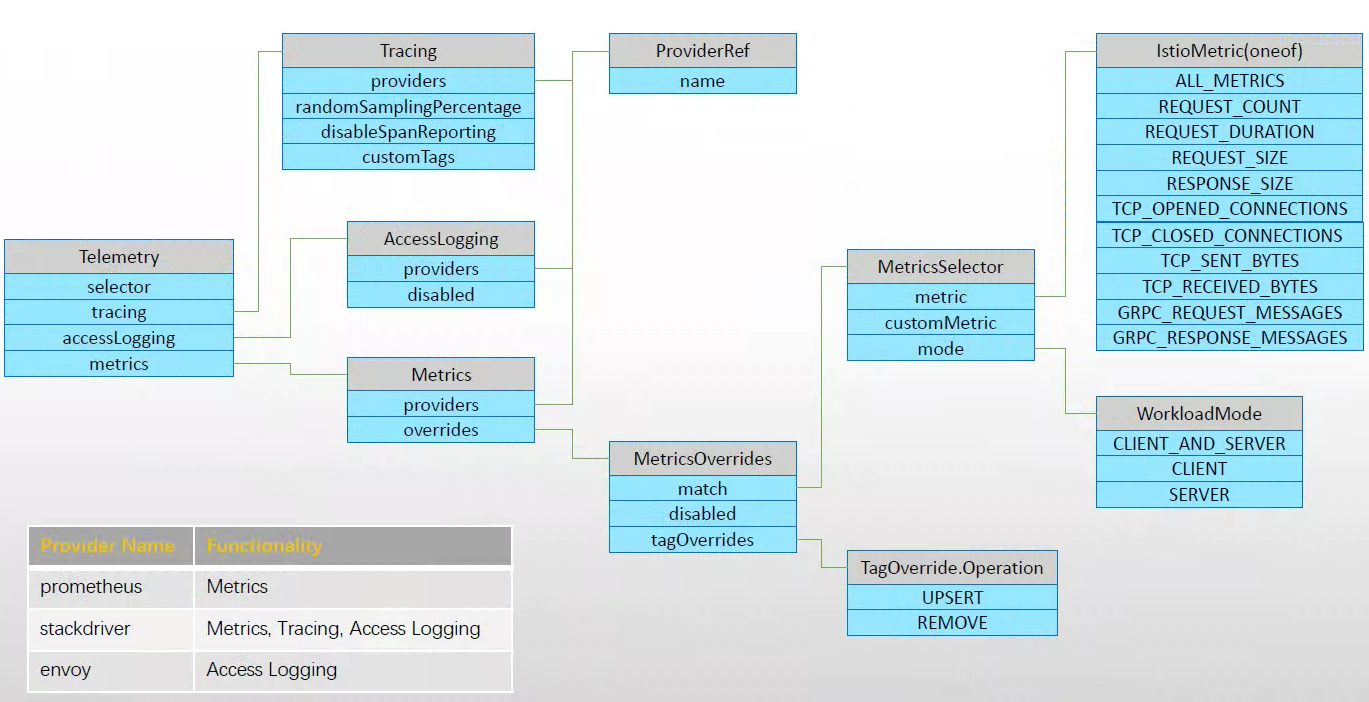 Tracing
providers
randomSamplingPercentage
disableSpanReporting
customTags
ProviderRef
name
IstioMetric(oneof)
ALL_METRICS
REQUEST_COUNT
REQUEST_DURATION
REQUEST_SIZE
RESPONSE_SIZE
TCP_OPENED_CONNECTIONS
TCP_CLOSED_CONNECTIONS
TCP_SENT_BYTES
TCP_RECEIVED_BYTES
GRPC_REQUEST_MESSAGES
GRPC_RESPONSE_MESSAGES
AccessLogging
providers
disabled
Telemetry
selector
tracing
accessLogging
metrics
MetricsSelector
metric
customMetric
mode
Metrics
providers
overrides
WorkloadMode
CLIENT_AND_SERVER
CLIENT
SERVER
MetricsOverrides
match
disabled
tagOverrides
TagOverride.Operation
UPSERT
REMOVE
Provider Name Functionality
prometheus Metrics
stackdriver Metrics, Tracing, Access Logging
envoy Access Logging